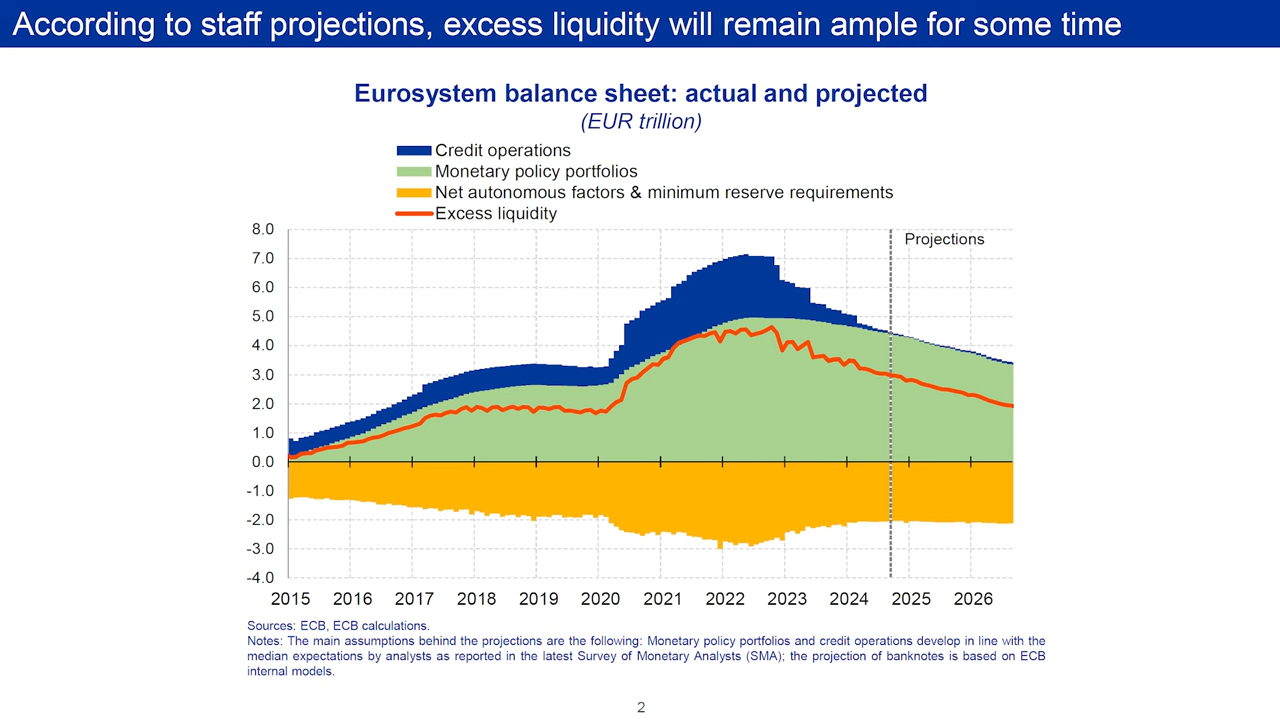 According to staff projections, excess liquidity will remain ample for some time
Eurosystem balance sheet: actual and projected
(EUR trillion)
Credit operations
Monetary policy portfolios
Net autonomous factors & minimum reserve requirements
Excess liquidity
Projections
8.0
7.0
6.0
5.0
4.0
3.0
2.0
1.0
0.0
-1.0
-2.0
-3.0
-4.0
2015 2016 2017 2018 2019 2020 2021 2022 2023 2024 2025 2026
Sources: ECB, ECB calculations.
Notes: The main assumptions behind the projections are the following: Monetary policy portfolios and credit operations develop in line with the
median expectations by analysts as reported in the latest Survey of Monetary Analysts (SMA); the projection of banknotes is based on ECB
internal models.
2